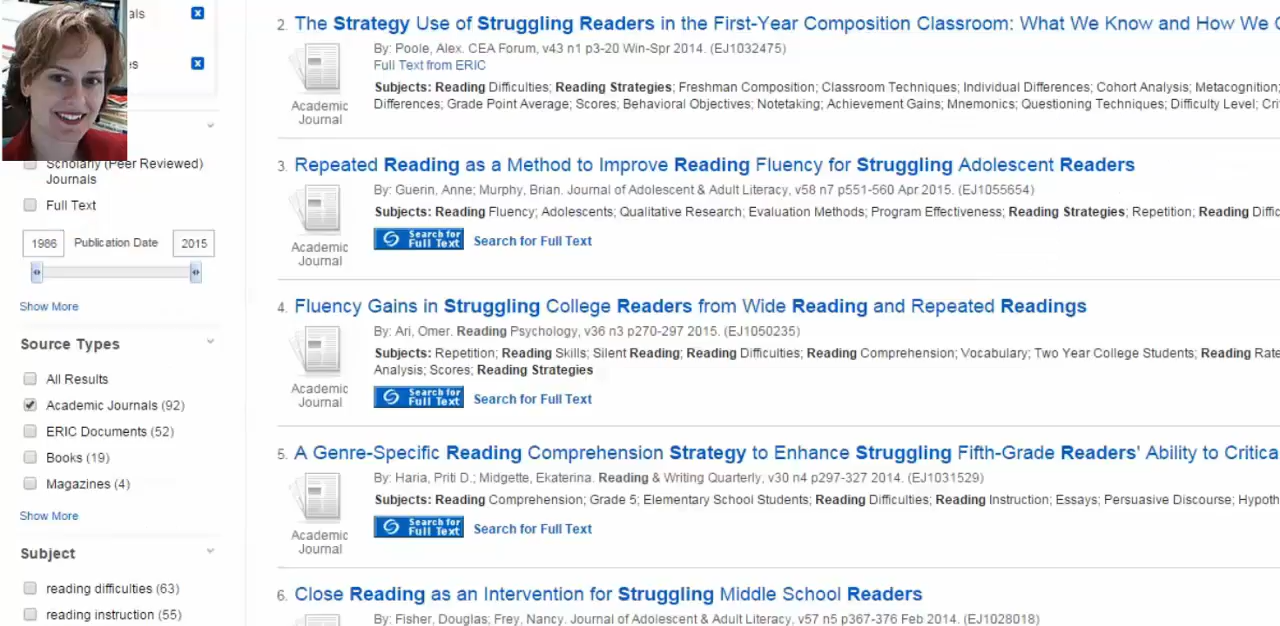 als
es
Scholarly (Peer Reviewed)
Journals
Full Text
1986 Publication Date 2015
Show More
Source Types
All Results
Academic Journals (92)
ERIC Documents (52)
Books (19)
Magazines (4)
Show More
Subject
reading difficulties (63)
reading instruction (55)
2. The Strategy Use of Struggling Readers in the First-Year Composition Classroom: What We Know and How We
By: Poole, Alex. CEA Forum, v43 n1 p3-20 Win-Spr 2014. (EJ1032475)
Full Text from ERIC
Subjects: Reading Difficulties; Reading Strategies; Freshman Composition; Classroom Techniques; Individual Differences; Cohort Analysis; Metacognition;
Differences; Grade Point Average; Scores; Behavioral Objectives; Notetaking; Achievement Gains; Mnemonics; Questioning Techniques; Difficulty Level; Cri
Academic
Journal
3. Repeated Reading as a Method to Improve Reading Fluency for Struggling Adolescent Readers
By: Guerin, Anne; Murphy, Brian. Journal of Adolescent & Adult Literacy, v58 n7 p551-560 Apr 2015. (EJ1055654)
Subjects: Reading Fluency; Adolescents; Qualitative Research; Evaluation Methods; Program Effectiveness; Reading Strategies; Repetition; Reading Diffic
Search for Full Text Search for Full Text
Academic
Journal
4. Fluency Gains in Struggling College Readers from Wide Reading and Repeated Readings
By: Ari, Omer. Reading Psychology, v36 n3 p270-297 2015. (EJ1050235)
Subjects: Repetition; Reading Skills; Silent Reading; Reading Difficulties; Reading Comprehension; Vocabulary; Two Year College Students; Reading Rate
Analysis; Scores; Reading Strategies
Search for Full Text Search for Full Text
Academic
Journal
5. A Genre-Specific Reading Comprehension Strategy to Enhance Struggling Fifth-Grade Readers' Ability to Critica
By: Haria, Priti D.; Midgette, Ekaterina. Reading & Writing Quarterly, v30 n4 p297-327 2014. (EJ1031529)
Subjects: Reading Comprehension; Grade 5; Elementary School Students; Reading Difficulties; Reading Instruction; Essays; Persuasive Discourse; Hypoth
Search for Full Text Search for Full Text
Academic
Journal
6. Close Reading as an Intervention for Struggling Middle School Readers
By: Fisher, Douglas; Frey, Nancy. Journal of Adolescent & Adult Literacy, v57 n5 p367-376 Feb 2014. (EJ1028018)